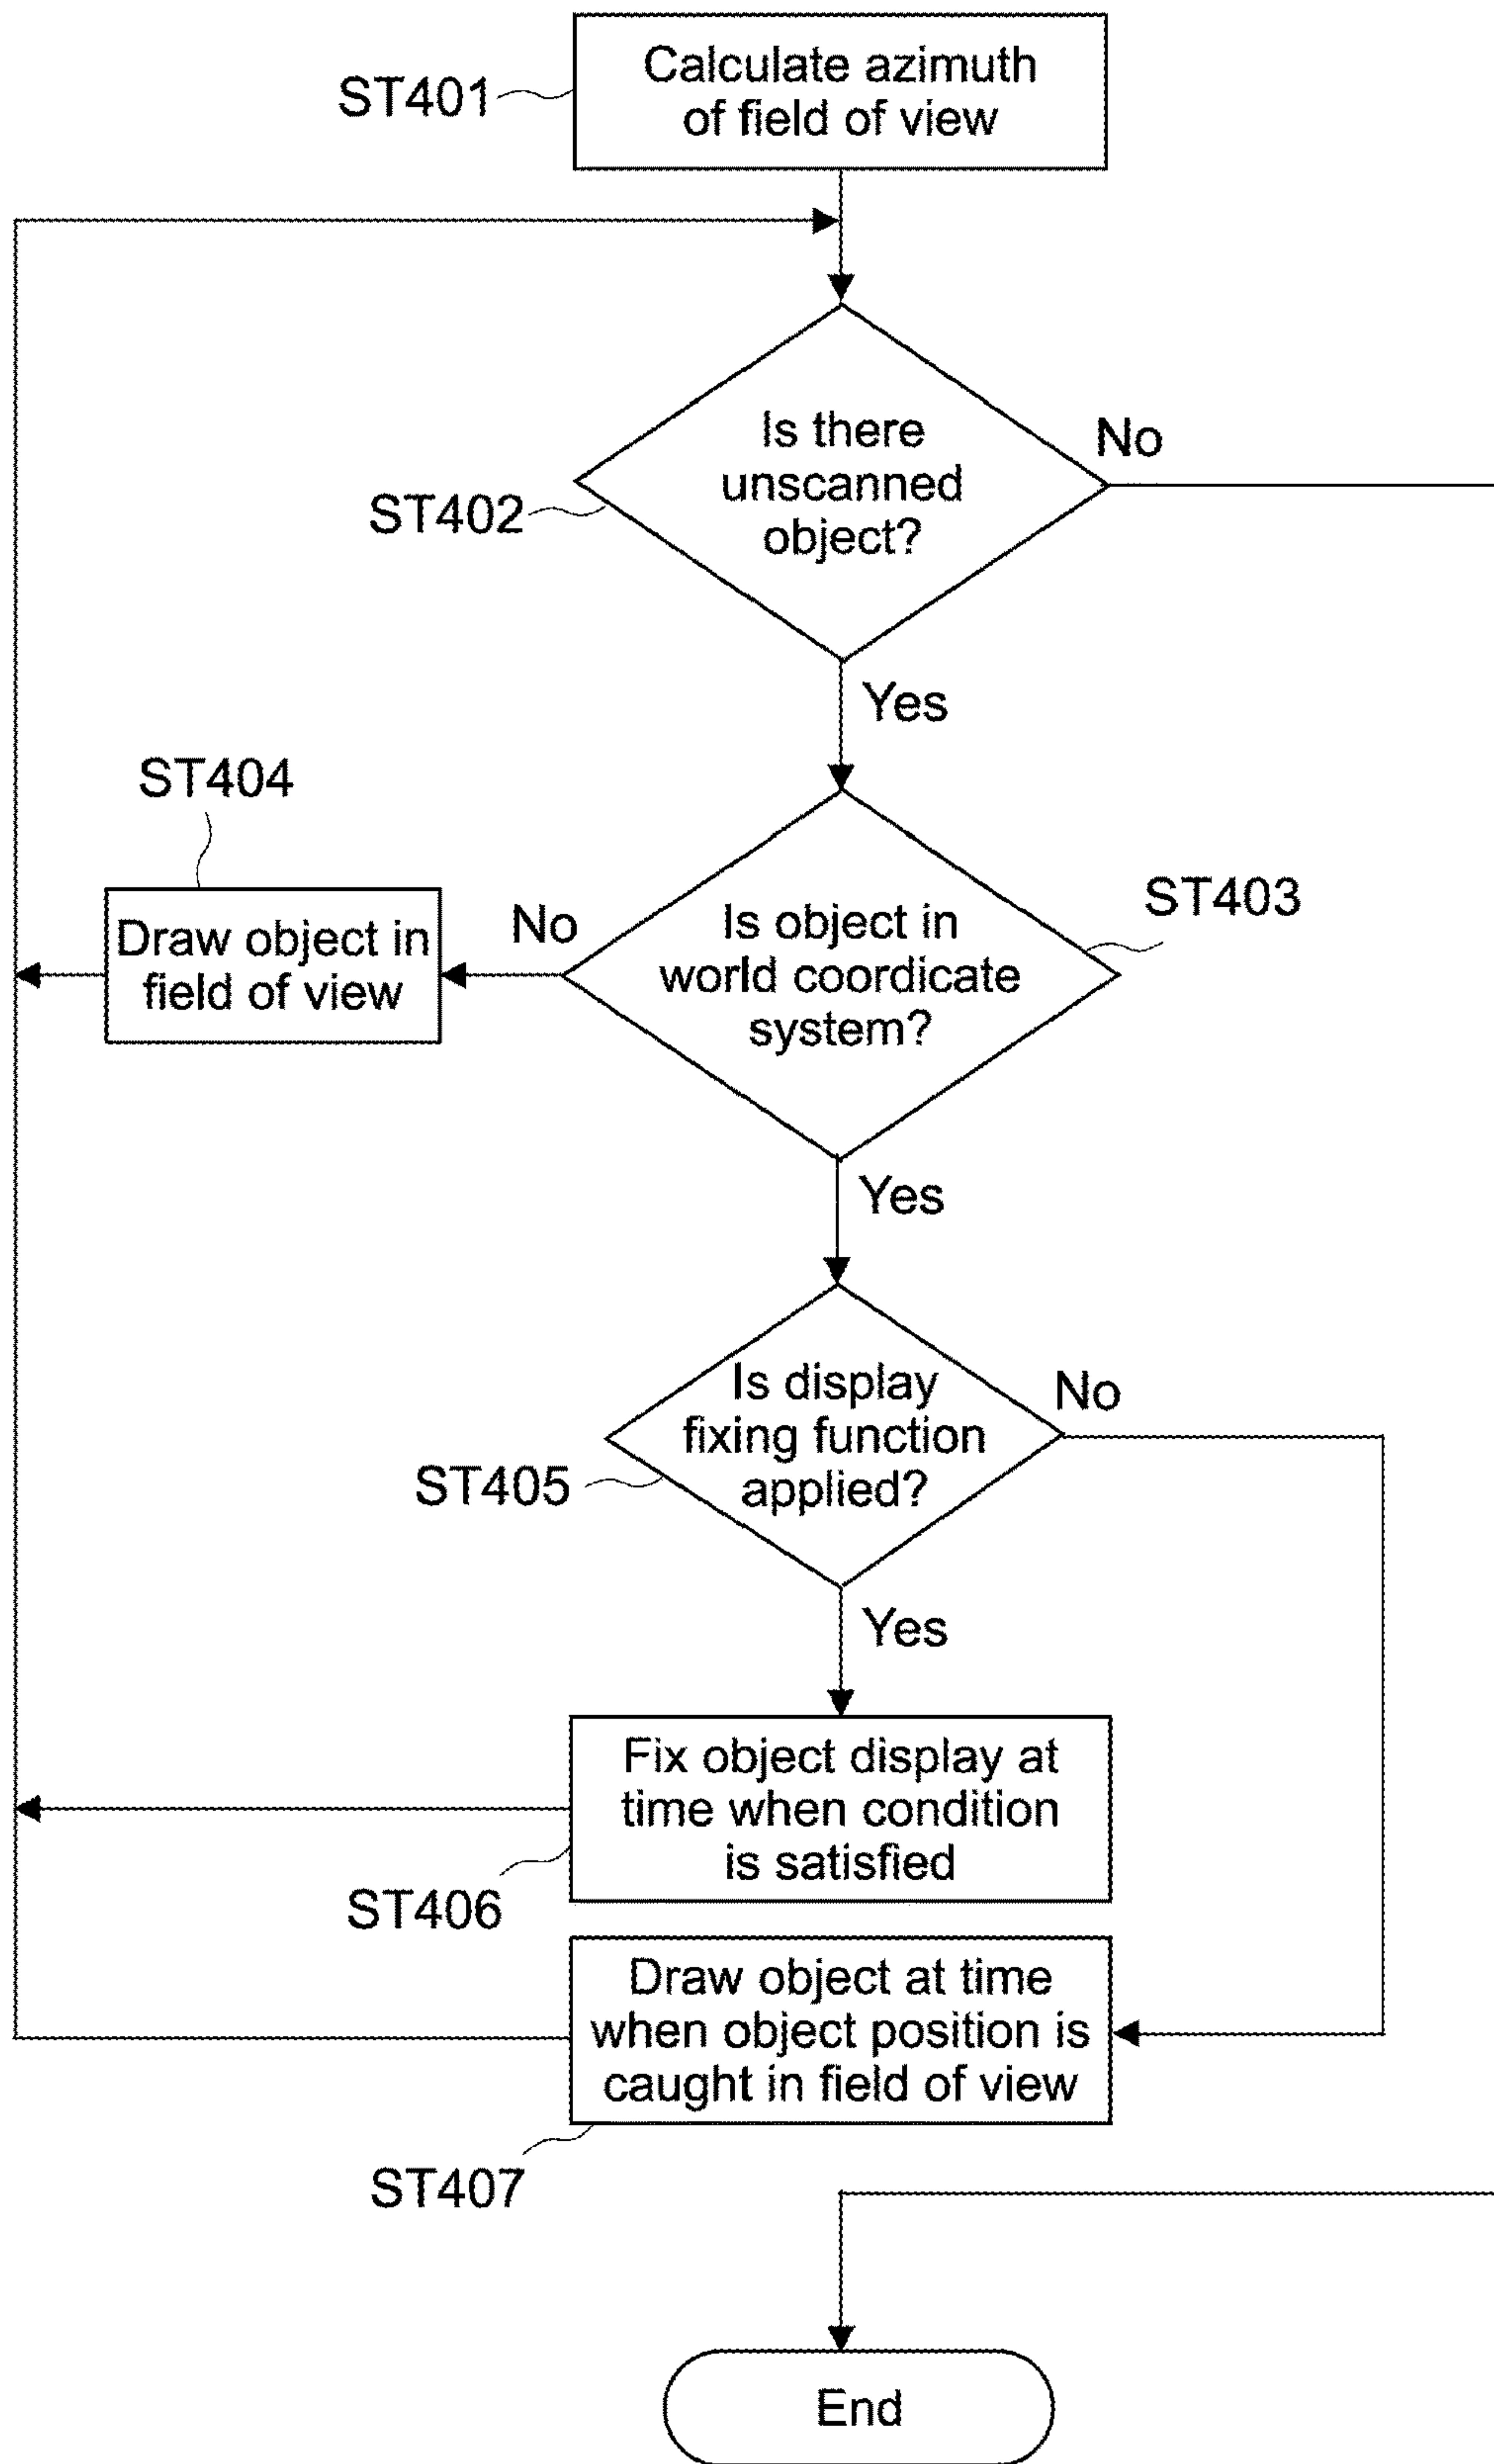 Calculate azimuth
of field of view
ST401
Is there
unscanned
object?
No
ST402
Yes
ST404
ST403
Draw object in
field of view
No
Is object in
world coordicate
system?
Yes
Is display
fixing function
applied?
No
ST405
Yes
Fix object display at
time when condition
is satisfied
ST406
Draw object at time
when object position is
caught in field of view
ST407
End